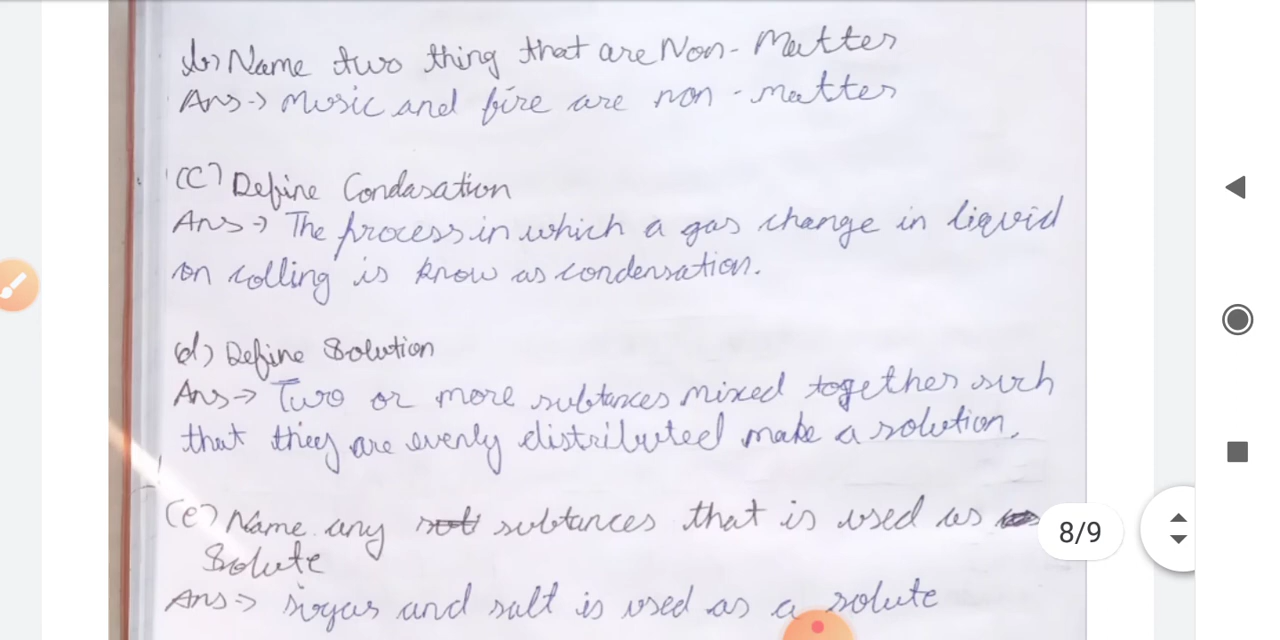 b) Name two thing that are Non-Matter
Ans-> Music and fire are non-matter
(C) Define Condasation
Ans-> The process in which a gas change in liquid
on colling is know as condensation.
(d) Define Solution
Ans-> Two or more subtances mixed together such
that they are evenly distributed make a solution.
(e) Name any substances that is used as
Solute
Ans-> sugar and salt is used as a solute
8/9